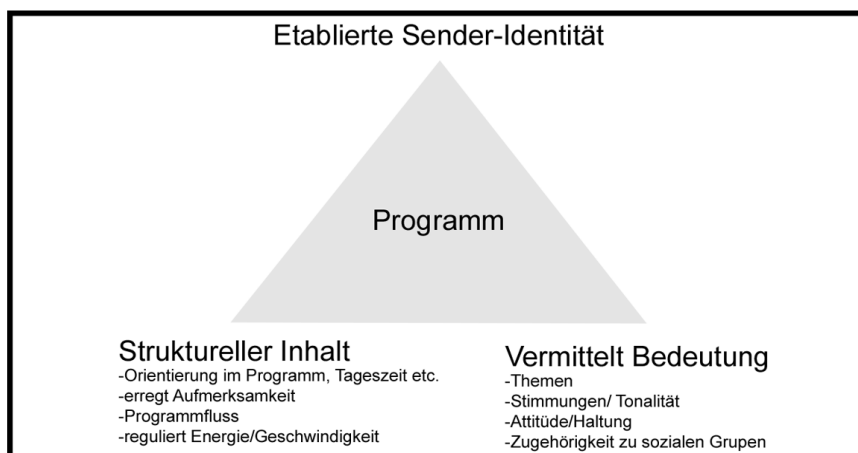 Etablierte Sender-Identität
Programm
Struktureller Inhalt
-Orientierung im Programm, Tageszeit etc.
-erregt Aufmerksamkeit
-Programmfluss
-reguliert Energie/Geschwindigkeit
Vermittelt Bedeutung
-Themen
-Stimmungen/ Tonalität
-Attitüde/Haltung
-Zugehörigkeit zu sozialen Grupen